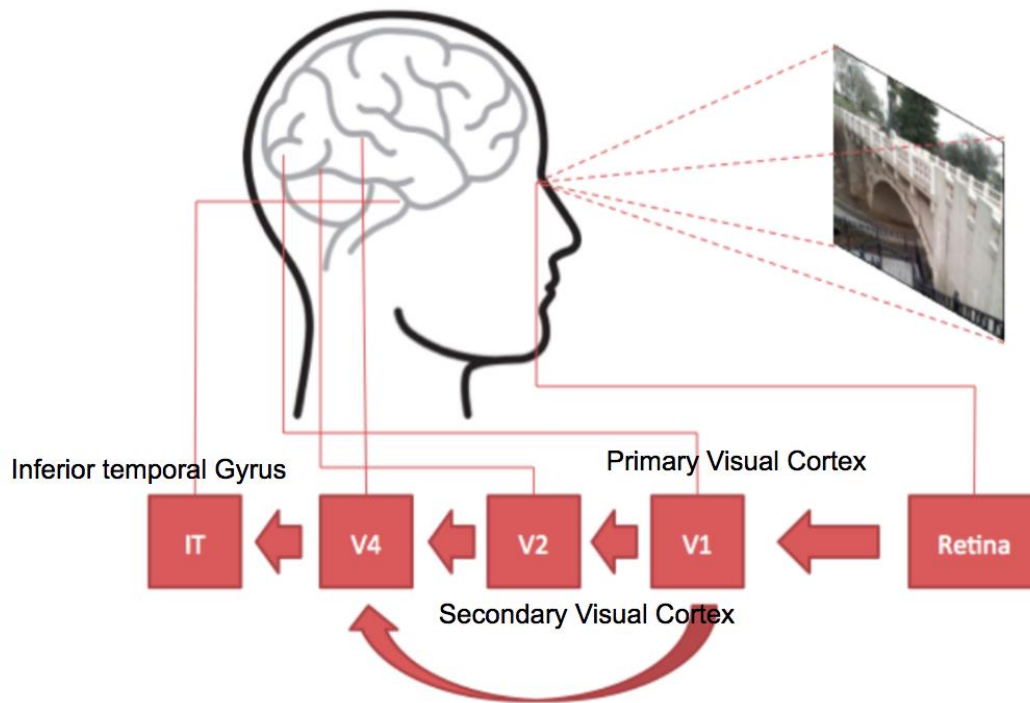 Inferior temporal Gyrus
Primary Visual Cortex
IT
V4
V2
V1
Retina
Secondary Visual Cortex